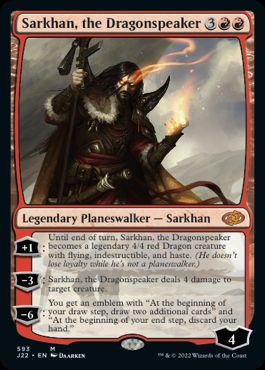 Sarkhan, the Dragonspeaker 3
Legendary Planeswalker — Sarkhan
+1: Until end of turn, Sarkhan, the Dragonspeaker
becomes a legendary 4/4 red Dragon creature
with flying, indestructible, and haste. (He doesn't
lose loyalty while he's not a planeswalker.)
−3: Sarkhan, the Dragonspeaker deals 4 damage to
target creature.
−6: You get an emblem with "At the beginning of
your draw step, draw two additional cards" and
"At the beginning of your end step, discard your
hand."
4
593 M
J22 • EN DAARKEN
™ & © 2022 Wizards of the Coast